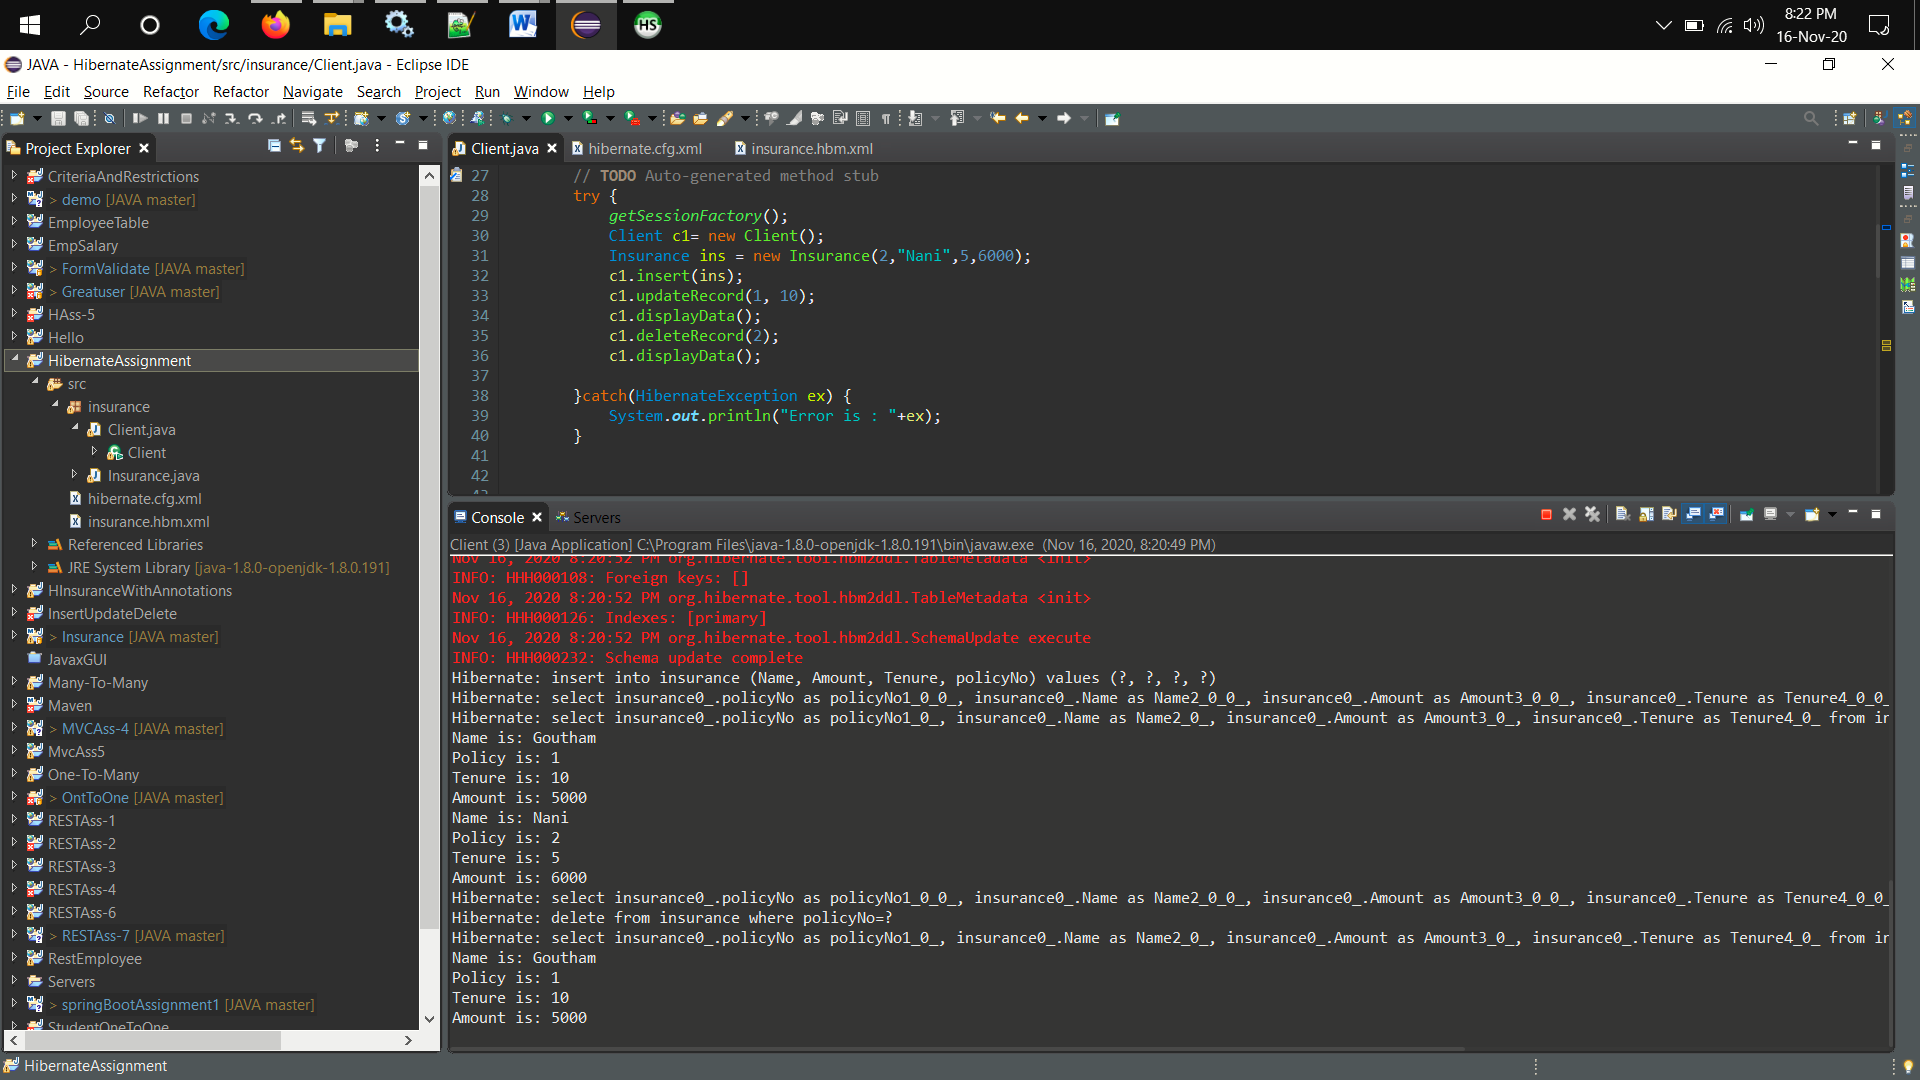 8:22 PM
16-Nov-20
JAVA - HibernateAssignment/src/insurance/Client.java - Eclipse IDE
File Edit Source Refactor Refactor Navigate Search Project Run Window Help
Project Explorer
CriteriaAndRestrictions
> demo [JAVA master]
EmployeeTable
EmpSalary
> FormValidate [JAVA master]
> Greatuser [JAVA master]
HAss-5
Hello
HibernateAssignment
src
insurance
Client.java
Client
Insurance.java
hibernate.cfg.xml
insurance.hbm.xml
Referenced Libraries
JRE System Library [java-1.8.0-openjdk-1.8.0.191]
HInsuranceWithAnnotations
InsertUpdateDelete
> Insurance [JAVA master]
JavaxGUI
Many-To-Many
Maven
> MVCAss-4 [JAVA master]
MvcAss5
One-To-Many
> OntToOne [JAVA master]
RESTAss-1
RESTAss-2
RESTAss-3
RESTAss-4
RESTAss-6
> RESTAss-7 [JAVA master]
RestEmployee
Servers
> springBootAssignment1 [JAVA master]
StudentOneToOne
Client.java hibernate.cfg.xml insurance.hbm.xml
27 // TODO Auto-generated method stub
28 try {
29 getSessionFactory();
30 Client c1= new Client();
31 Insurance ins = new Insurance(2,"Nani",5,6000);
32 c1.insert(ins);
33 c1.updateRecord(1, 10);
34 c1.displayData();
35 c1.deleteRecord(2);
36 c1.displayData();
37
38 }catch(HibernateException ex) {
39 System.out.println("Error is : "+ex);
40 }
41
42
43
Console Servers
Client (3) [Java Application] C:\Program Files\java-1.8.0-openjdk-1.8.0.191\bin\javaw.exe (Nov 16, 2020, 8:20:49 PM)
Nov 16, 2020 8:20:52 PM org.hibernate.tool.hbm2ddl.TableMetadata <init>
INFO: HHH000108: Foreign keys: []
Nov 16, 2020 8:20:52 PM org.hibernate.tool.hbm2ddl.TableMetadata <init>
INFO: HHH000126: Indexes: [primary]
Nov 16, 2020 8:20:52 PM org.hibernate.tool.hbm2ddl.SchemaUpdate execute
INFO: HHH000232: Schema update complete
Hibernate: insert into insurance (Name, Amount, Tenure, policyNo) values (?, ?, ?, ?)
Hibernate: select insurance0_.policyNo as policyNo1_0_0_, insurance0_.Name as Name2_0_0_, insurance0_.Amount as Amount3_0_0_, insurance0_.Tenure as Tenure4_0_0_
Hibernate: select insurance0_.policyNo as policyNo1_0_, insurance0_.Name as Name2_0_, insurance0_.Amount as Amount3_0_, insurance0_.Tenure as Tenure4_0_ from in
Name is: Goutham
Policy is: 1
Tenure is: 10
Amount is: 5000
Name is: Nani
Policy is: 2
Tenure is: 5
Amount is: 6000
Hibernate: select insurance0_.policyNo as policyNo1_0_0_, insurance0_.Name as Name2_0_0_, insurance0_.Amount as Amount3_0_0_, insurance0_.Tenure as Tenure4_0_0_
Hibernate: delete from insurance where policyNo=?
Hibernate: select insurance0_.policyNo as policyNo1_0_, insurance0_.Name as Name2_0_, insurance0_.Amount as Amount3_0_, insurance0_.Tenure as Tenure4_0_ from in
Name is: Goutham
Policy is: 1
Tenure is: 10
Amount is: 5000
HibernateAssignment